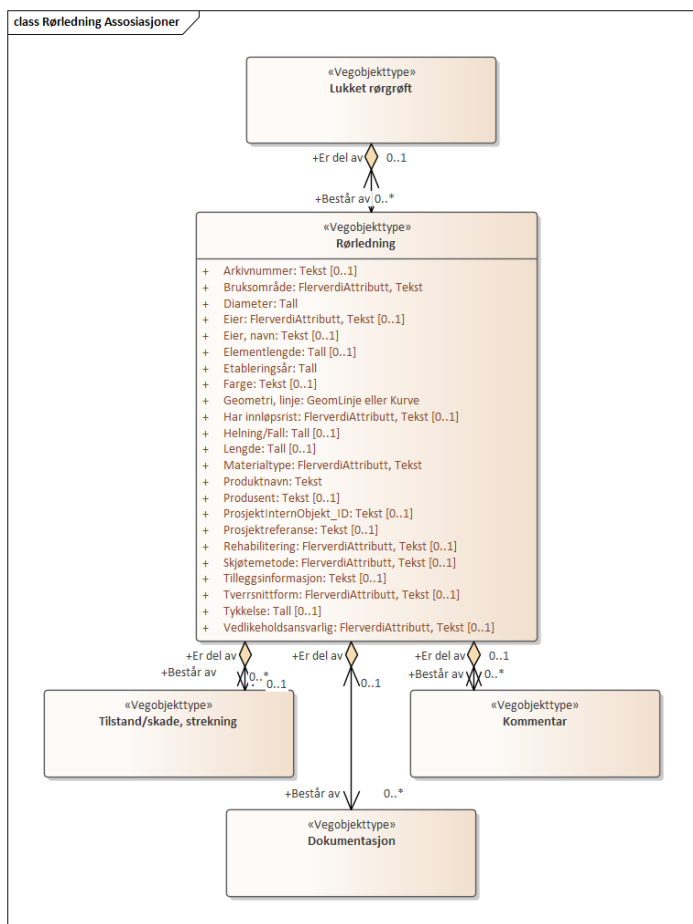 class Rørledning Assosiasjoner
«Vegobjekttype»
Lukket rørgrøft
+Er del av 0..1
+Består av 0..*
«Vegobjekttype»
Rørledning
+ Arkivnummer: Tekst [0..1]
+ Bruksområde: FlerverdiAttributt, Tekst
+ Diameter: Tall
+ Eier: FlerverdiAttributt, Tekst [0..1]
+ Eier, navn: Tekst [0..1]
+ Elementlengde: Tall [0..1]
+ Etableringsår: Tall
+ Farge: Tekst [0..1]
+ Geometri, linje: GeomLinje eller Kurve
+ Har innløpsrist: FlerverdiAttributt, Tekst [0..1]
+ Helning/Fall: Tall [0..1]
+ Lengde: Tall [0..1]
+ Materialtype: FlerverdiAttributt, Tekst
+ Produktnavn: Tekst
+ Produsent: Tekst [0..1]
+ ProsjektInternObjekt_ID: Tekst [0..1]
+ Prosjektreferanse: Tekst [0..1]
+ Rehabilitering: FlerverdiAttributt, Tekst [0..1]
+ Skjøtemetode: FlerverdiAttributt, Tekst [0..1]
+ Tilleggsinformasjon: Tekst [0..1]
+ Tverrsnittform: FlerverdiAttributt, Tekst [0..1]
+ Tykkelse: Tall [0..1]
+ Vedlikeholdsansvarlig: FlerverdiAttributt, Tekst [0..1]
+Er del av +Er del av +Er del av 0..1
+Består av 0..* +Består av 0..*
0..1 0..1
«Vegobjekttype»
Tilstand/skade, strekning
«Vegobjekttype»
Kommentar
+Består av 0..*
«Vegobjekttype»
Dokumentasjon